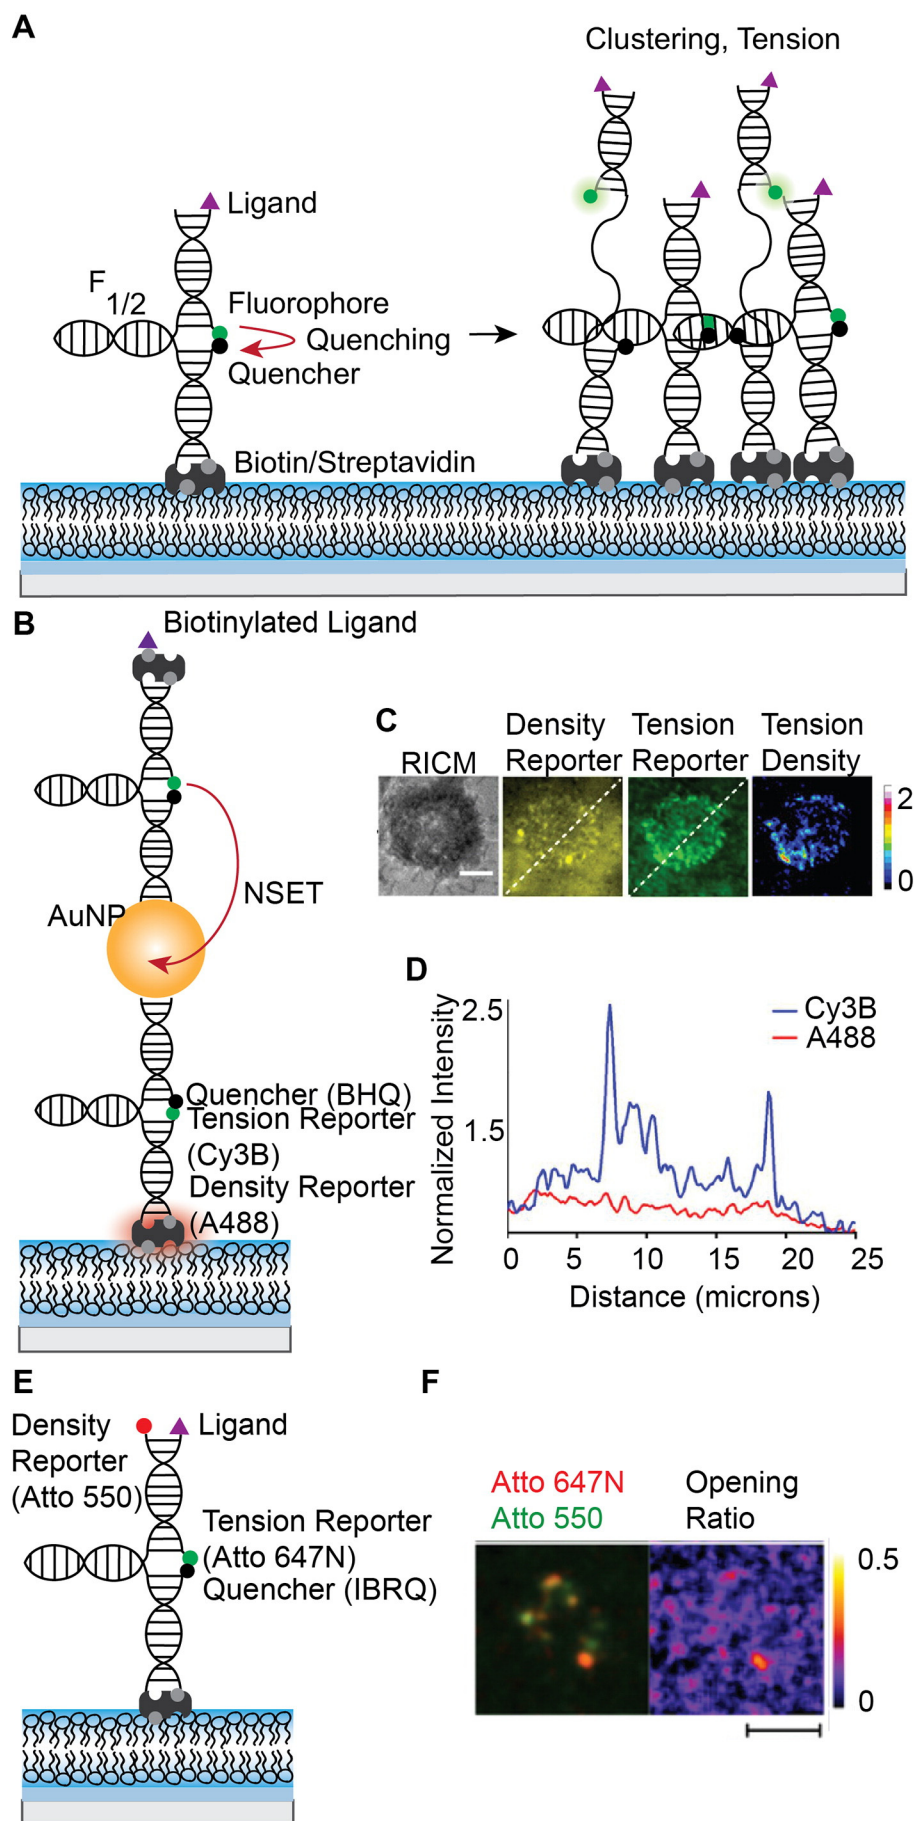 A
Clustering, Tension
Ligand
F1/2
Fluorophore
Quenching
Quencher
Biotin/Streptavidin
B
Biotinylated Ligand
AuNP
NSET
Quencher (BHQ)
Tension Reporter
(Cy3B)
Density Reporter
(A488)
C
RICM
Density
Reporter
Tension
Reporter
Tension
Density
2
0
D
Normalized Intensity
2.5
1.5
Cy3B
A488
0 5 10 15 20 25
Distance (microns)
E
Density
Reporter
(Atto 550)
Ligand
Tension Reporter
(Atto 647N)
Quencher (IBRQ)
F
Atto 647N
Atto 550
Opening
Ratio
0.5
0